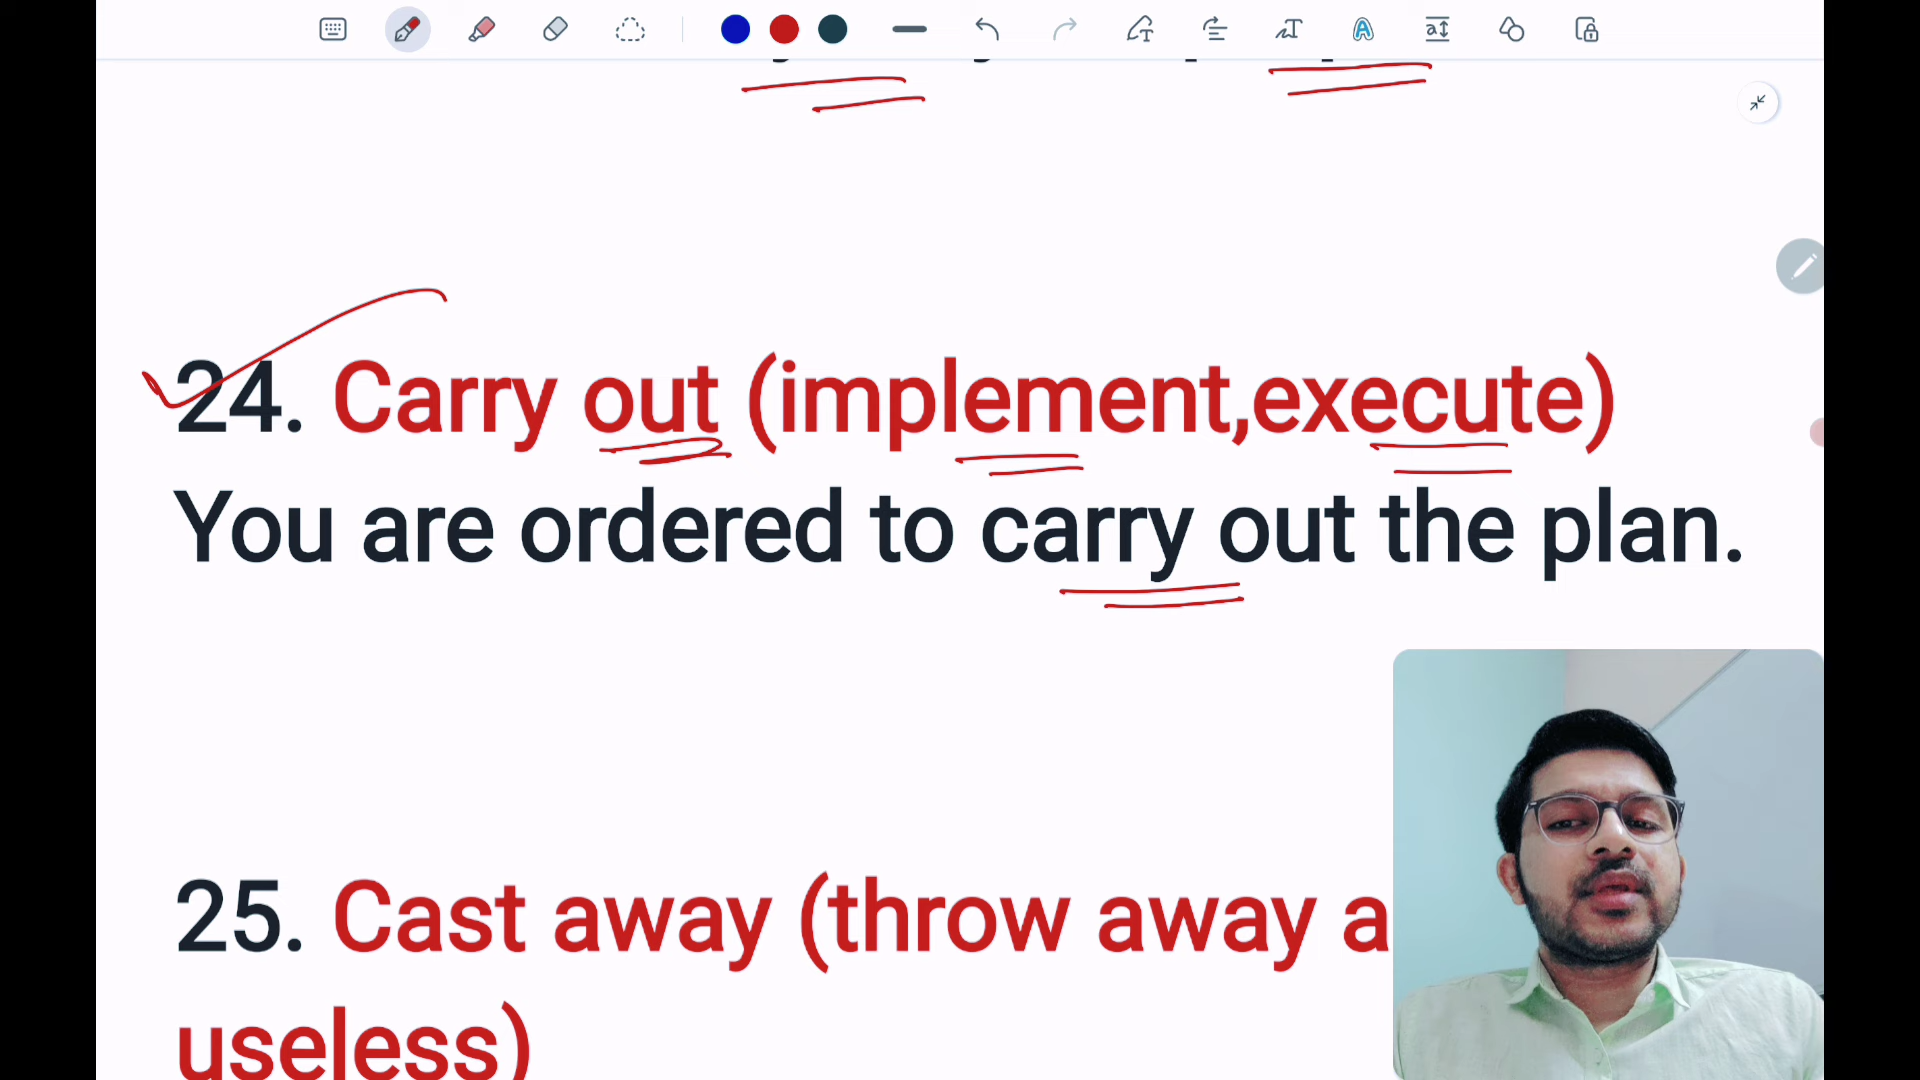 24. Carry out (implement,execute)
You are ordered to carry out the plan.
25. Cast away (throw away a
useless)